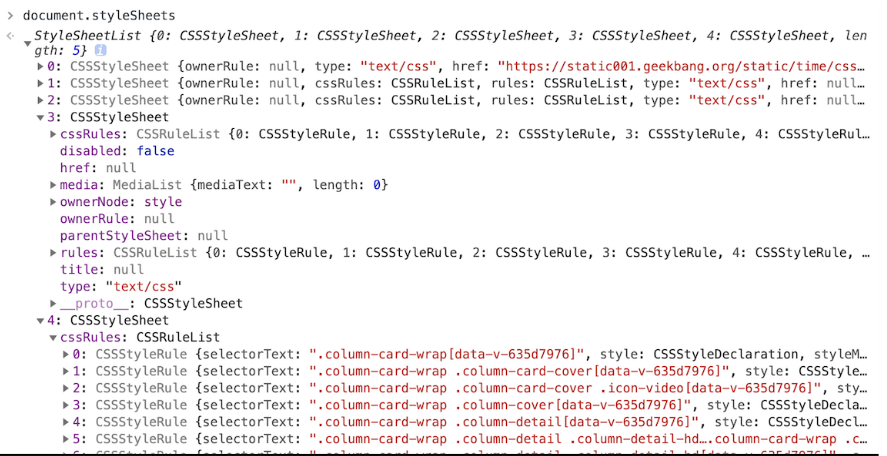 > document.styleSheets
StyleSheetList {0: CSSStyleSheet, 1: CSSStyleSheet, 2: CSSStyleSheet, 3: CSSStyleSheet, 4: CSSStyleSheet, len
gth: 5} i
0: CSSStyleSheet {ownerRule: null, type: "text/css", href: "https://static001.geekbang.org/static/time/css…
1: CSSStyleSheet {ownerRule: null, cssRules: CSSRuleList, rules: CSSRuleList, type: "text/css", href: null…
2: CSSStyleSheet {ownerRule: null, cssRules: CSSRuleList, rules: CSSRuleList, type: "text/css", href: null…
3: CSSStyleSheet
cssRules: CSSRuleList {0: CSSStyleRule, 1: CSSStyleRule, 2: CSSStyleRule, 3: CSSStyleRule, 4: CSSStyleRul…
disabled: false
href: null
media: MediaList {mediaText: "", length: 0}
ownerNode: style
ownerRule: null
parentStyleSheet: null
rules: CSSRuleList {0: CSSStyleRule, 1: CSSStyleRule, 2: CSSStyleRule, 3: CSSStyleRule, 4: CSSStyleRule, …
title: null
type: "text/css"
__proto__: CSSStyleSheet
4: CSSStyleSheet
cssRules: CSSRuleList
0: CSSStyleRule {selectorText: ".column-card-wrap[data-v-635d7976]", style: CSSStyleDeclaration, styleM…
1: CSSStyleRule {selectorText: ".column-card-wrap .column-card-cover[data-v-635d7976]", style: CSSStyle…
2: CSSStyleRule {selectorText: ".column-card-wrap .column-card-cover .icon-video[data-v-635d7976]", sty…
3: CSSStyleRule {selectorText: ".column-card-wrap .column-cover[data-v-635d7976]", style: CSSStyleDecla…
4: CSSStyleRule {selectorText: ".column-card-wrap .column-detail[data-v-635d7976]", style: CSSStyleDecl…
5: CSSStyleRule {selectorText: ".column-card-wrap .column-detail .column-detail-hd….column-card-wrap .c…